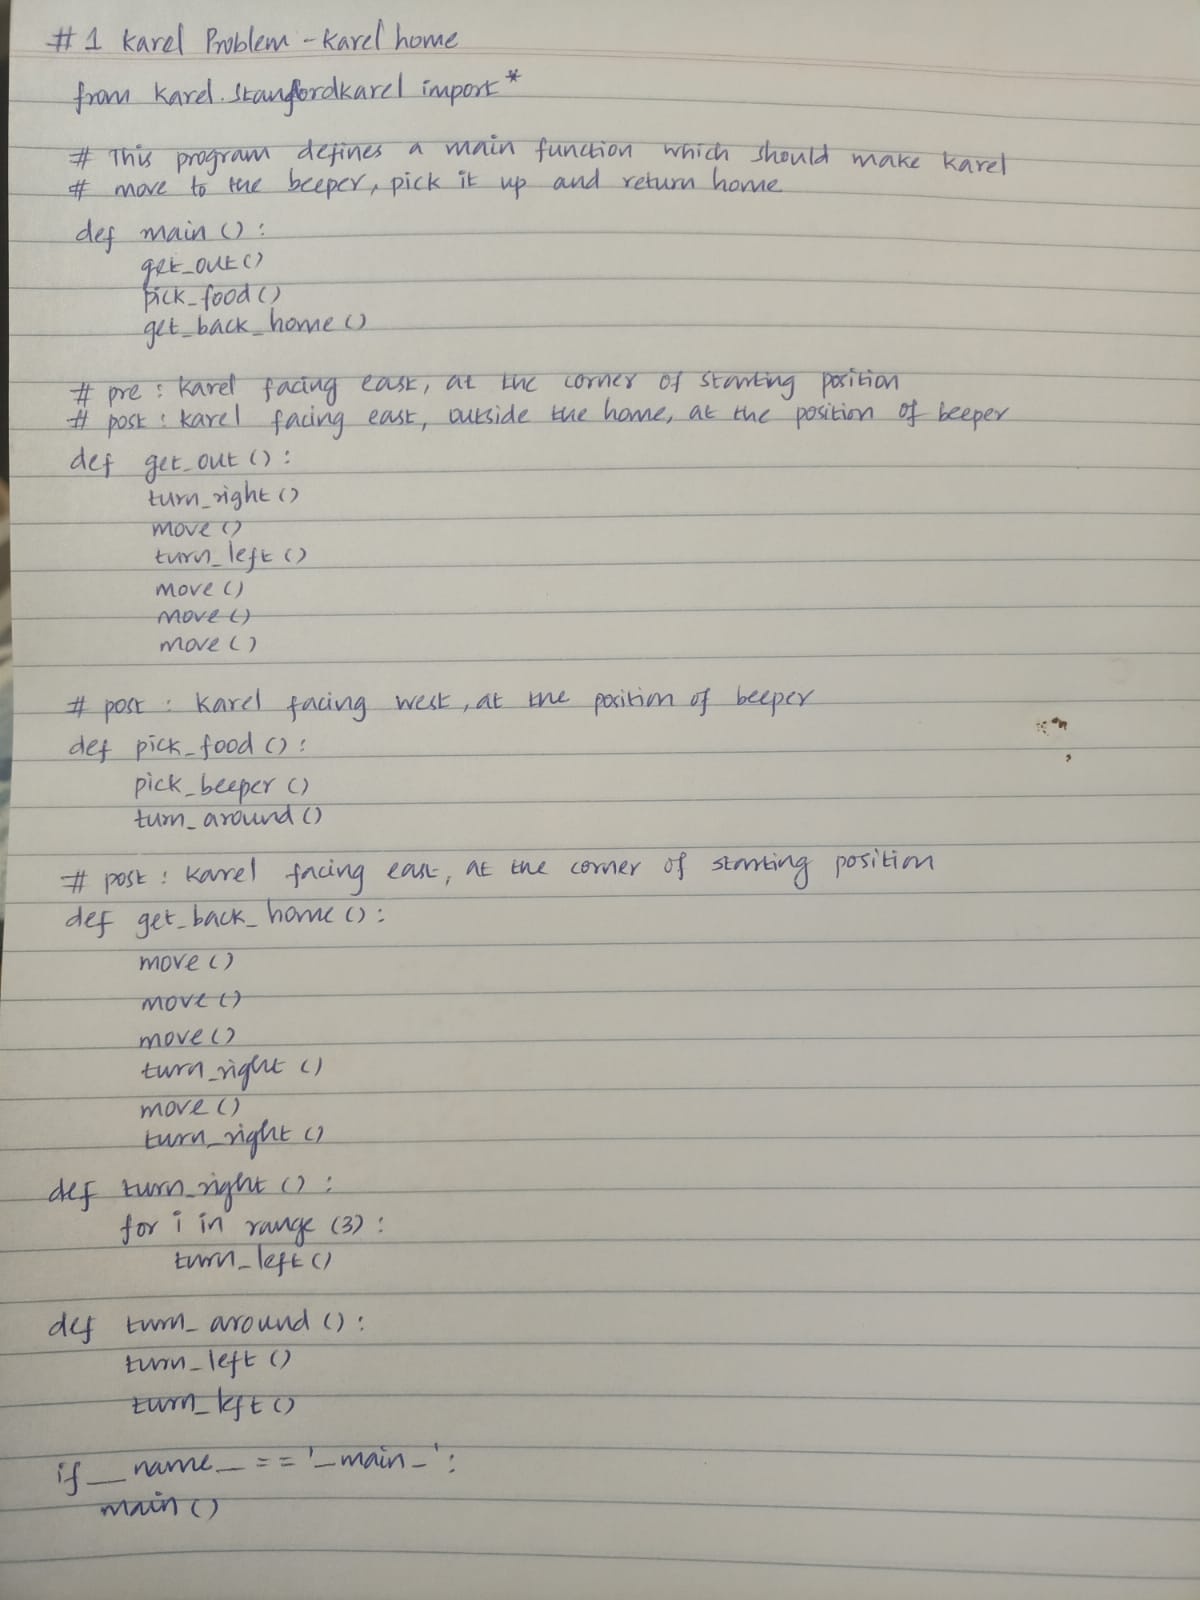 #1 Karel Problem - Karel home
from karel.stanfordkarel import *
# This program defines a main function which should make karel
# move to the beeper, pick it up and return home
def main():
    get_out()
    pick_food()
    get_back_home()
# pre : karel facing east, at the corner of starting position
# post : karel facing east, outside the home, at the position of beeper
def get_out():
    turn_right()
    move()
    turn_left()
    move()
    move()
    move()
# post : karel facing west, at the position of beeper
def pick_food():
    pick_beeper()
    turn_around()
# post : karel facing east, at the corner of starting position
def get_back_home():
    move()
    move()
    move()
    turn_right()
    move()
    turn_right()
def turn_right():
    for i in range(3):
        turn_left()
def turn_around():
    turn_left()
    turn_left()
if __name_ == '_main_':
    main()